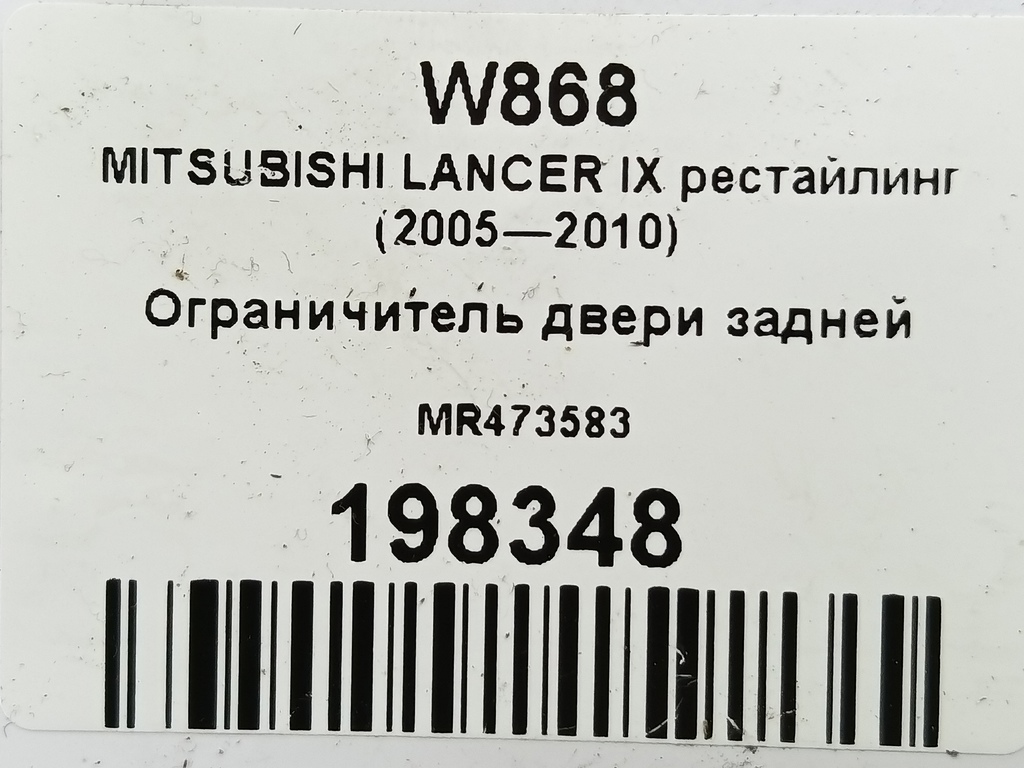 W868
MITSUBISHI LANCER IX рестайлинг
(2005—2010)
Ограничитель двери задней
MR473583
198348